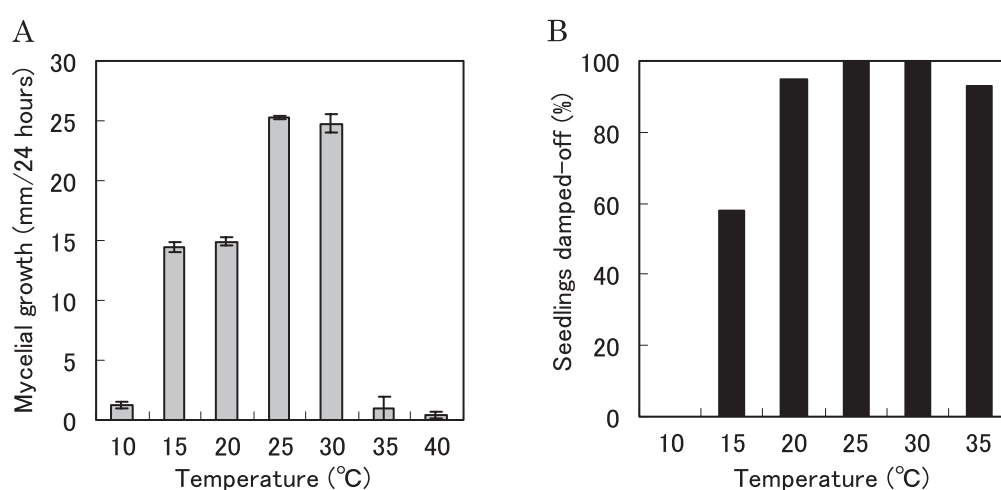 A
Mycelial growth (mm/24 hours)
30
25
20
15
10
5
0
10 15 20 25 30 35 40
Temperature (℃)
B
Seedlings damped-off (%)
100
80
60
40
20
0
10 15 20 25 30 35
Temperature (℃)